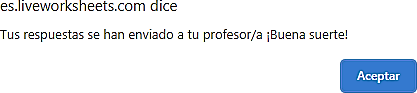 es.liveworksheets.com dice
Tus respuestas se han enviado a tu profesor/a ¡Buena suerte!
Aceptar